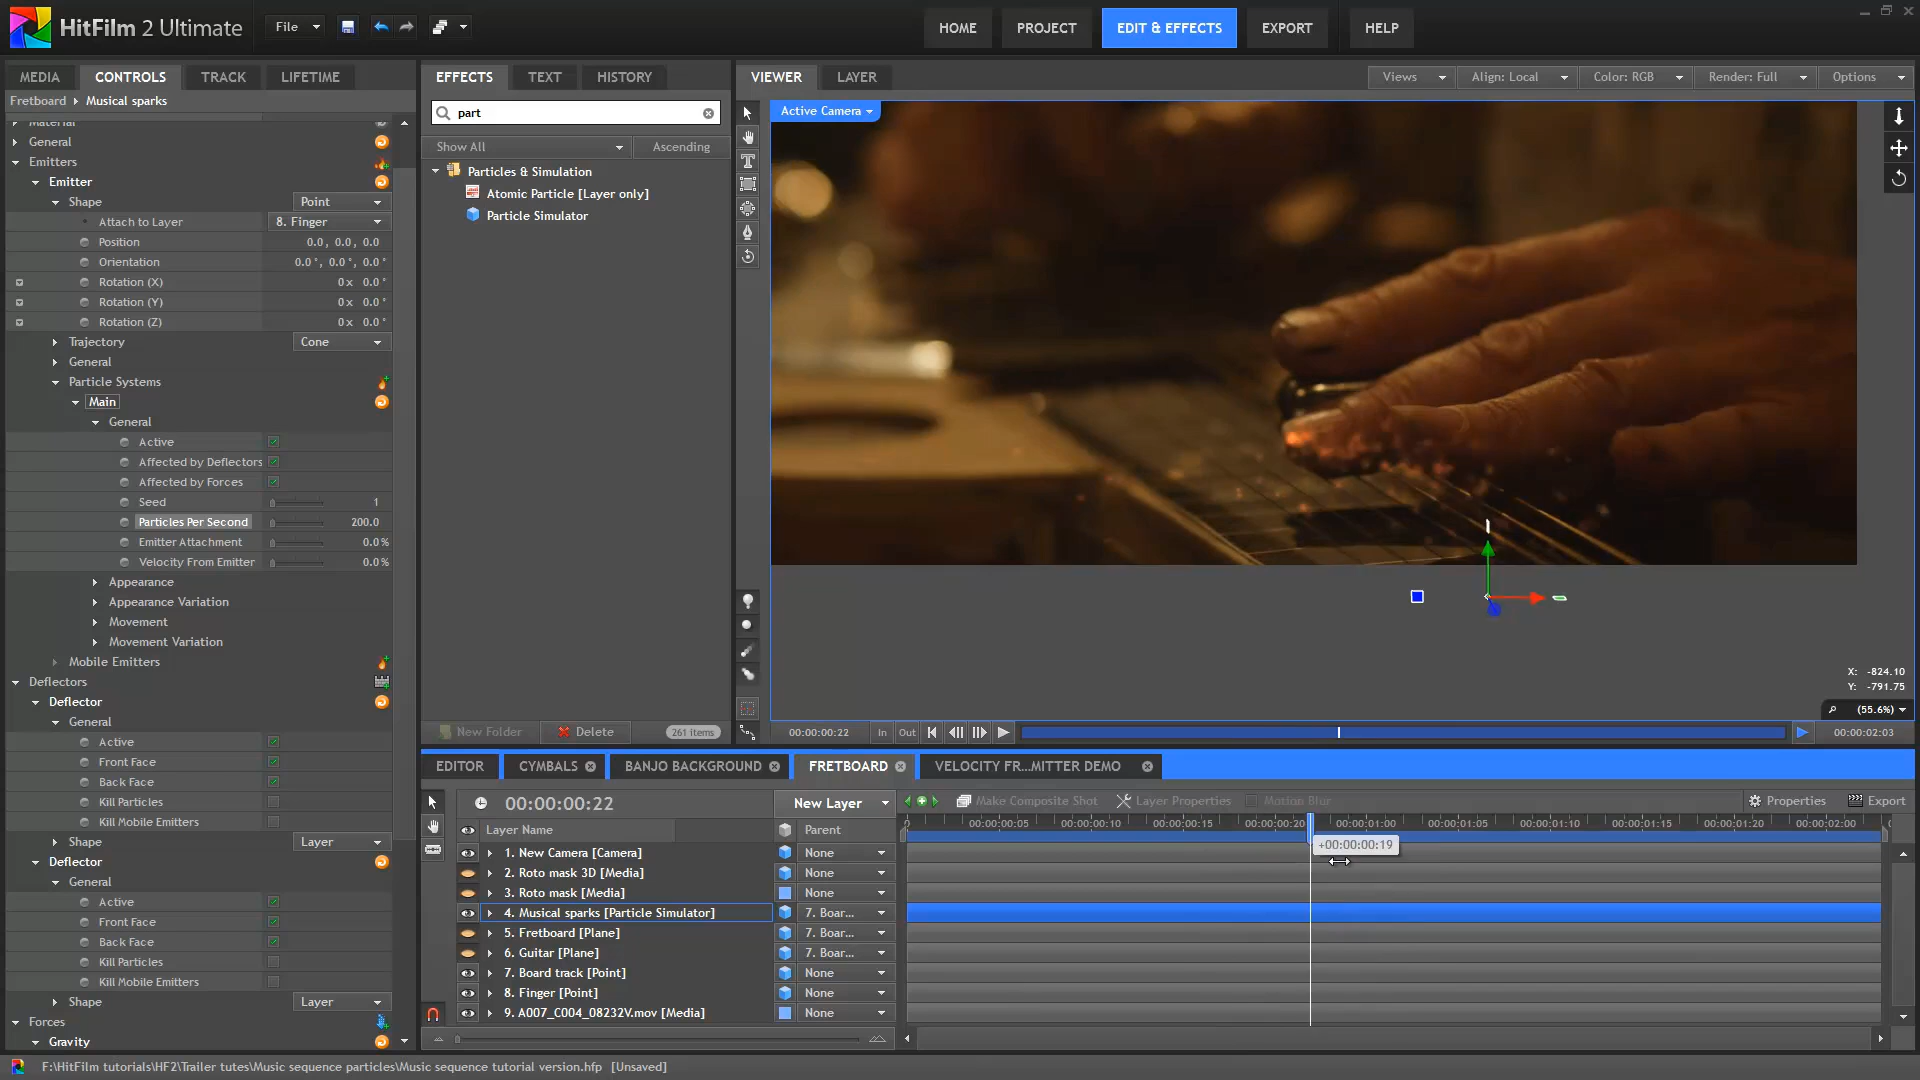 HitFilm 2 Ultimate
File
HOME
PROJECT
EDIT & EFFECTS
EXPORT
HELP
MEDIA
CONTROLS
TRACK
LIFETIME
EFFECTS
TEXT
HISTORY
VIEWER
LAYER
Views
Align: Local
Color: RGB
Render: Full
Options
Fretboard
Musical sparks
Material
General
Emitters
Emitter
Shape
Point
Attach to Layer
8. Finger
Position
0.0, 0.0, 0.0
Orientation
0.0°, 0.0°, 0.0°
Rotation (X)
0x 0.0°
Rotation (Y)
0x 0.0°
Rotation (Z)
0x 0.0°
Trajectory
Cone
General
Particle Systems
Main
General
Active
Affected by Deflectors
Affected by Forces
Seed
1
Particles Per Second
200.0
Emitter Attachment
0.0%
Velocity From Emitter
0.0%
Appearance
Appearance Variation
Movement
Movement Variation
Mobile Emitters
Deflectors
Deflector
General
Active
Front Face
Back Face
Kill Particles
Kill Mobile Emitters
Shape
Layer
Deflector
General
Active
Front Face
Back Face
Kill Particles
Kill Mobile Emitters
Shape
Layer
Forces
Gravity
part
Show All
Ascending
Particles & Simulation
Atomic Particle [Layer only]
Particle Simulator
New Folder
Delete
261 items
Active Camera
X: -824.10
Y: -791.75
(55.6%)
00:00:00:22
In
Out
00:00:02:03
EDITOR
CYMBALS
BANJO BACKGROUND
FRETBOARD
VELOCITY FR...MITTER DEMO
00:00:00:22
New Layer
Make Composite Shot
Layer Properties
Motion Blur
Properties
Export
Layer Name
Parent
0
00:00:00:05
00:00:00:10
00:00:00:15
00:00:00:20
00:00:01:00
00:00:01:05
00:00:01:10
00:00:01:15
00:00:01:20
00:00:02:00
+00:00:00:19
1. New Camera [Camera]
None
2. Roto mask 3D [Media]
None
3. Roto mask [Media]
None
4. Musical sparks [Particle Simulator]
7. Boar...
5. Fretboard [Plane]
7. Boar...
6. Guitar [Plane]
7. Boar...
7. Board track [Point]
None
8. Finger [Point]
None
9. A007_C004_08232V.mov [Media]
None
F:\HitFilm tutorials\HF2\Trailer tutes\Music sequence particles\Music sequence tutorial version.hfp [Unsaved]